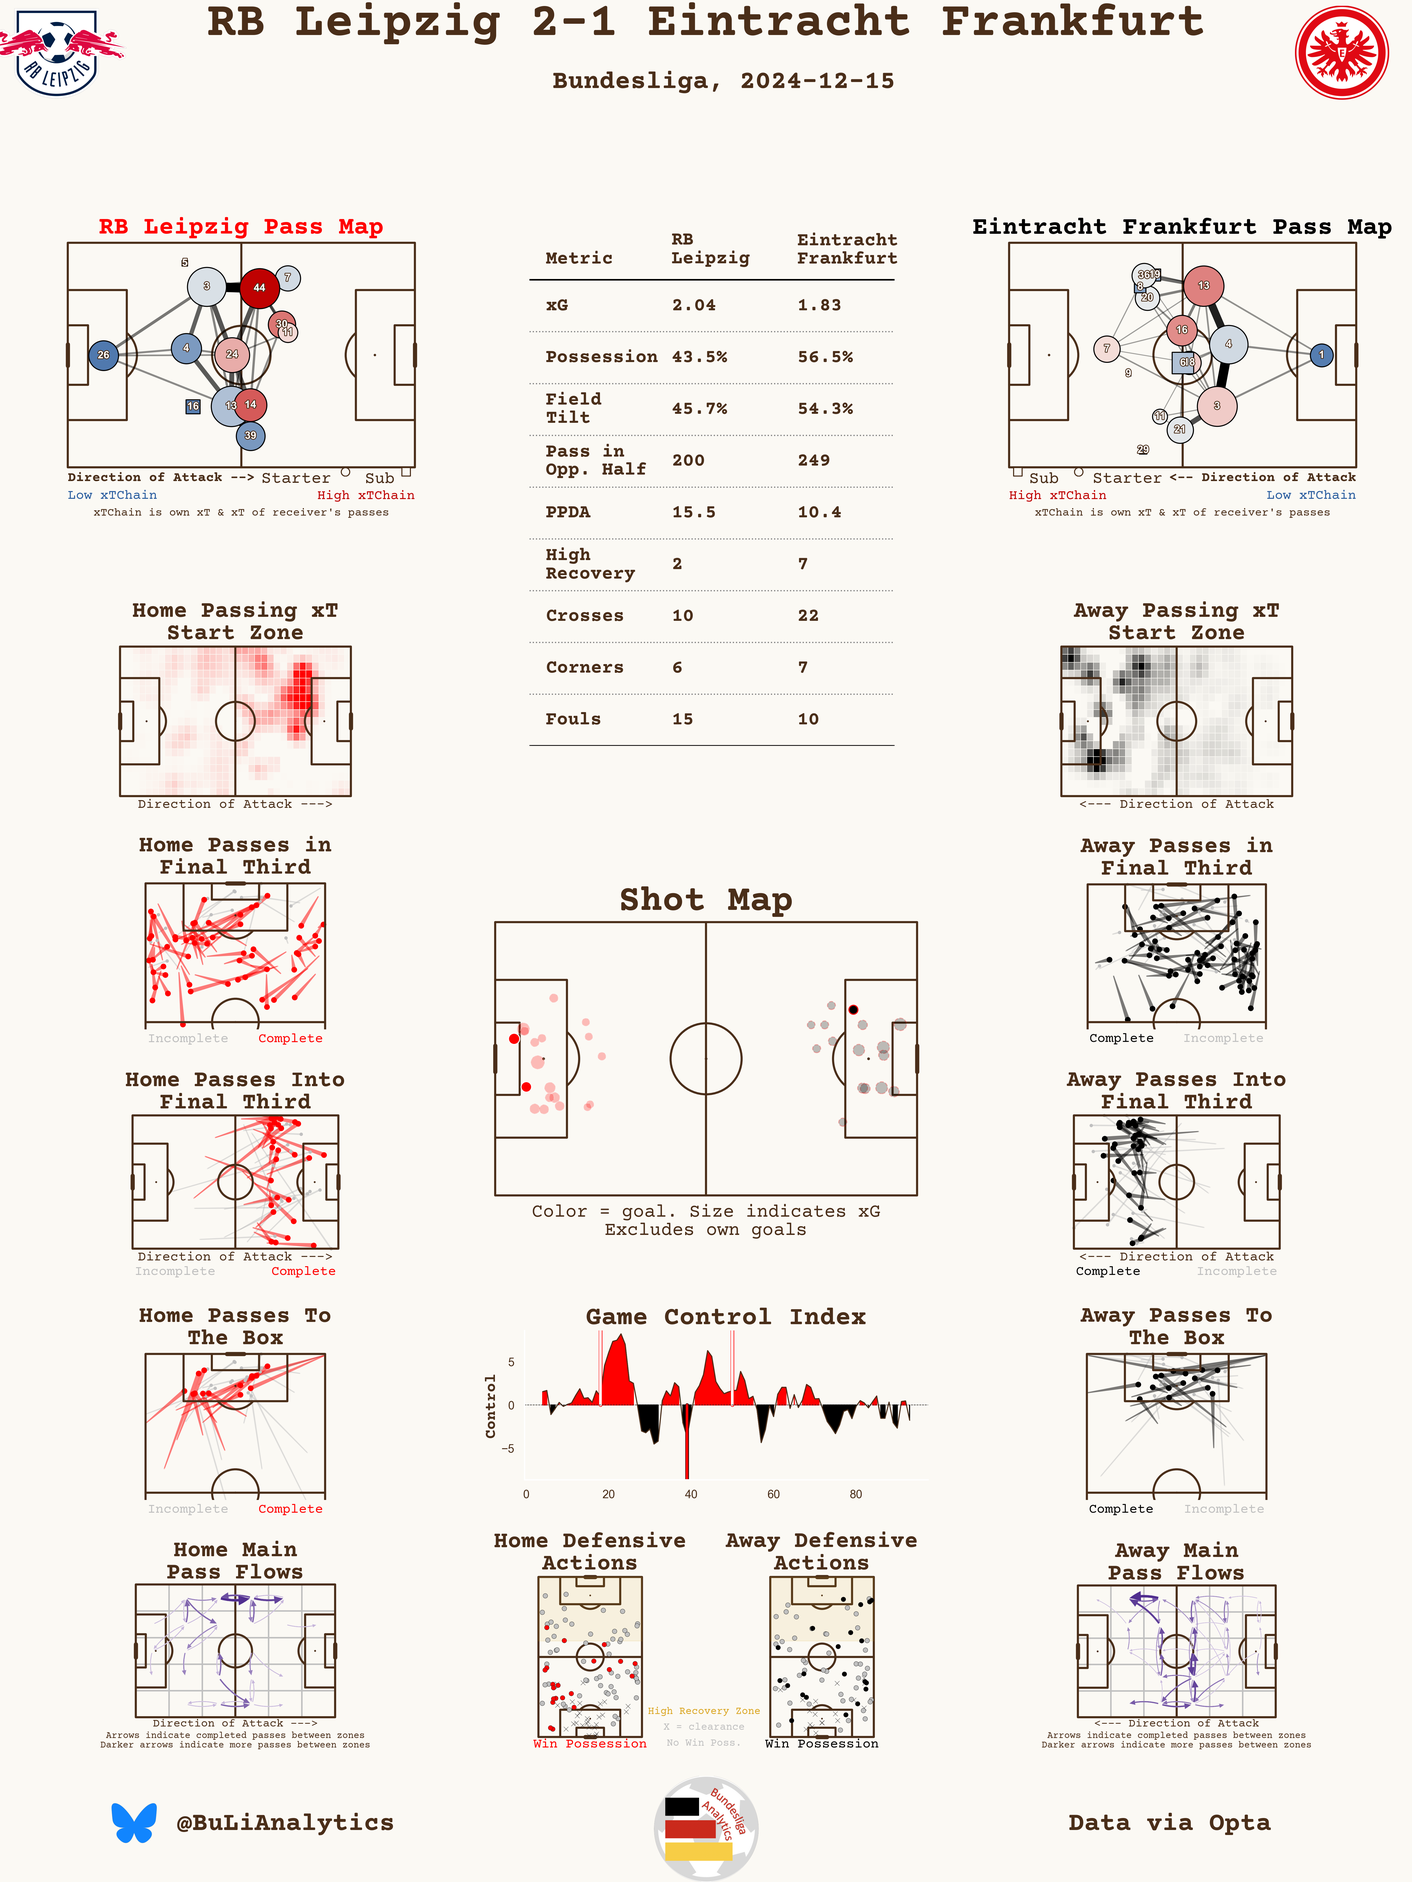 RB Leipzig 2-1 Eintracht Frankfurt
Bundesliga, 2024-12-15
RB LEIPZIG
RB Leipzig Pass Map
5
3
44
7
30
11
26
4
24
16
13
14
39
Direction of Attack --> Starter Sub
Low xTChain High xTChain
xTChain is own xT & xT of receiver's passes
Metric RB Leipzig Eintracht Frankfurt
xG 2.04 1.83
Possession 43.5% 56.5%
Field Tilt 45.7% 54.3%
Pass in Opp. Half 200 249
PPDA 15.5 10.4
High Recovery 2 7
Crosses 10 22
Corners 6 7
Fouls 15 10
Eintracht Frankfurt Pass Map
36
19
8
20
13
16
7
4
1
6
18
9
3
11
21
29
Sub Starter <-- Direction of Attack
High xTChain Low xTChain
xTChain is own xT & xT of receiver's passes
Home Passing xT
Start Zone
Direction of Attack --->
Away Passing xT
Start Zone
<--- Direction of Attack
Home Passes in
Final Third
Incomplete Complete
Away Passes in
Final Third
Complete Incomplete
Shot Map
Color = goal. Size indicates xG
Excludes own goals
Home Passes Into
Final Third
Direction of Attack --->
Incomplete Complete
Away Passes Into
Final Third
<--- Direction of Attack
Complete Incomplete
Home Passes To
The Box
Incomplete Complete
Game Control Index
Control
5
0
−5
0 20 40 60 80
Away Passes To
The Box
Complete Incomplete
Home Main
Pass Flows
Direction of Attack --->
Arrows indicate completed passes between zones
Darker arrows indicate more passes between zones
Home Defensive
Actions
Win Possession
Away Defensive
Actions
Win Possession
High Recovery Zone
X = clearance
No Win Poss.
Away Main
Pass Flows
<--- Direction of Attack
Arrows indicate completed passes between zones
Darker arrows indicate more passes between zones
@BuLiAnalytics
Bundesliga
Analytics
Data via Opta